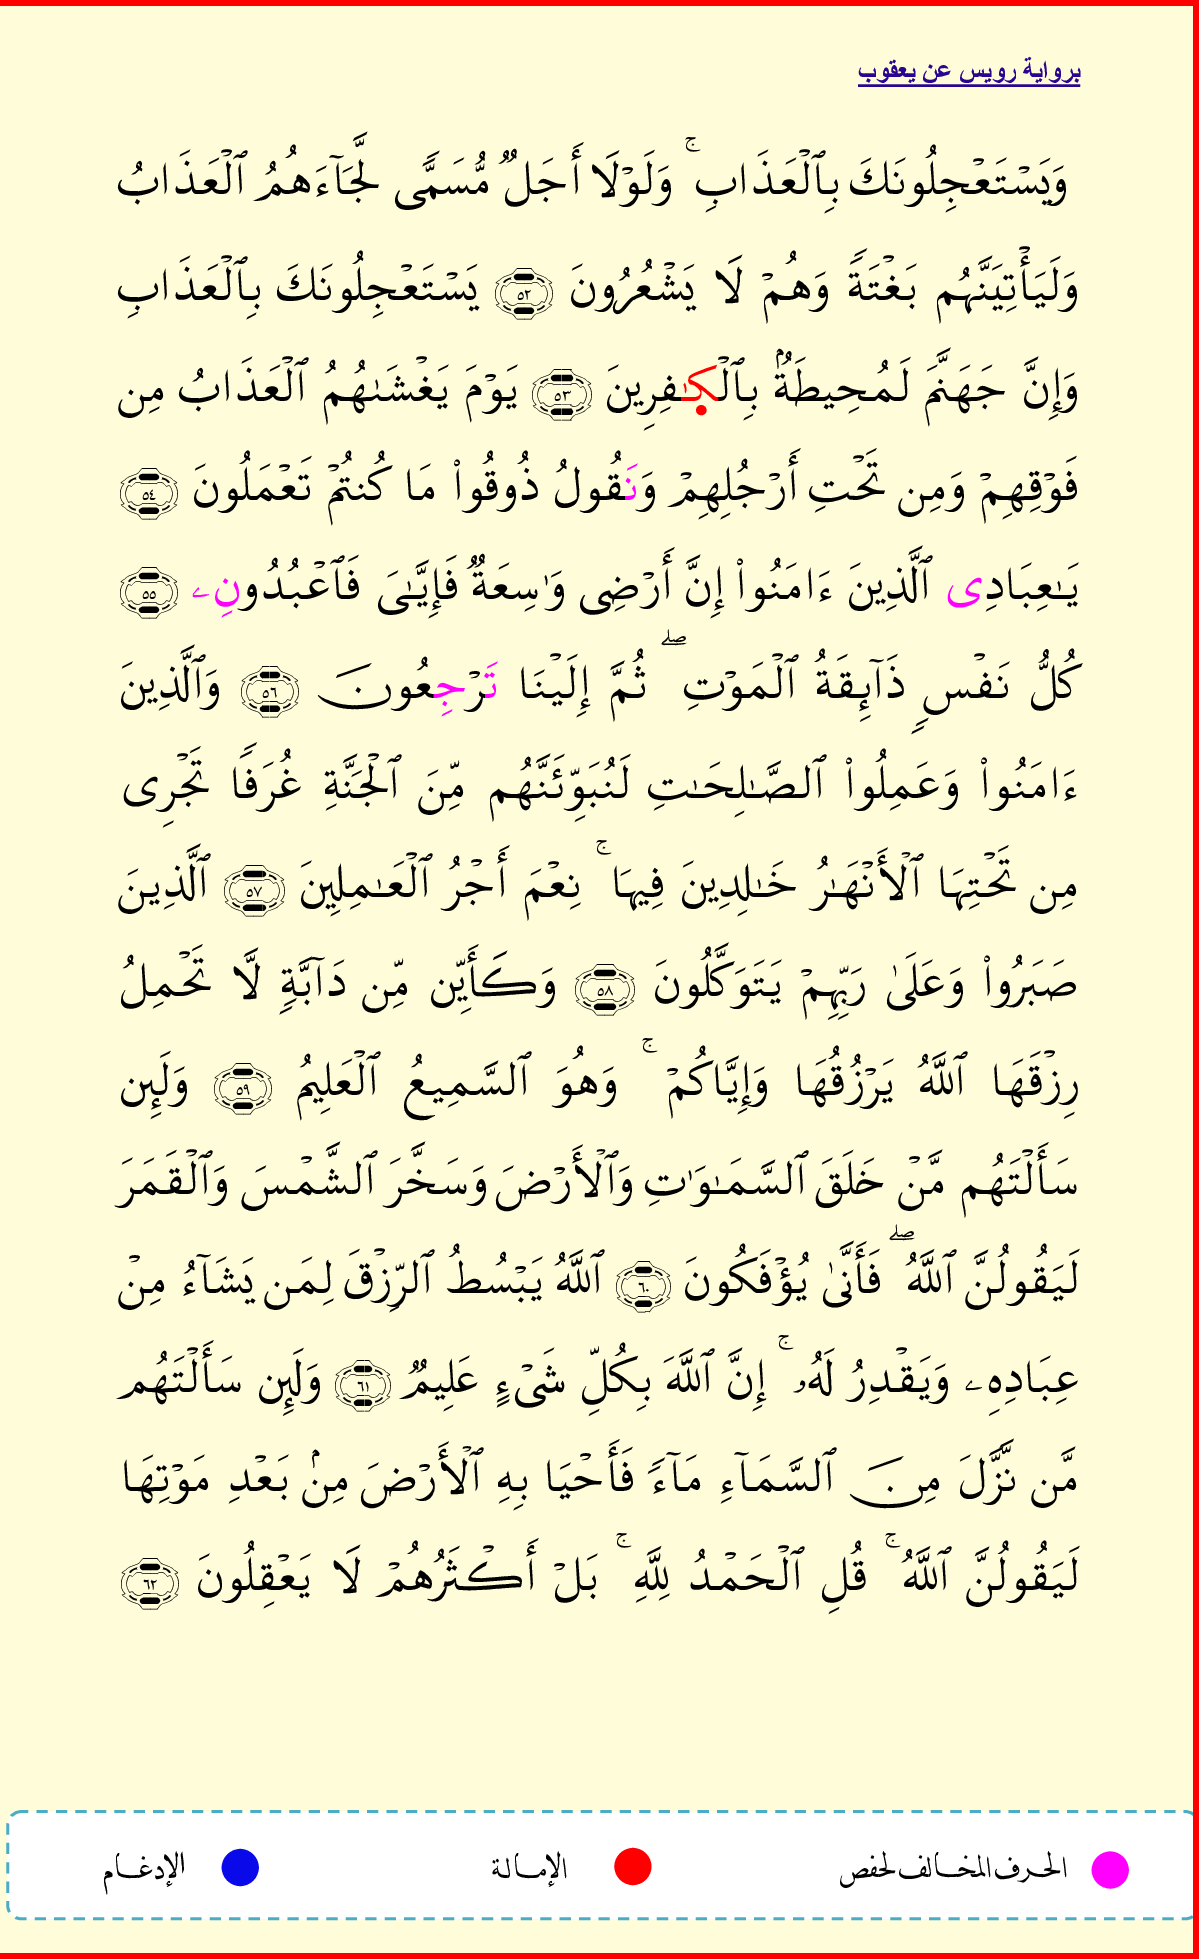 برواية رويس عن يعقوب
وَيَسۡتَعۡجِلُونَكَ بِٱلۡعَذَابِ ۚ وَلَوۡلَآ أَجَلٌ مُّسَمًّى لَّجَآءَهُمُ ٱلۡعَذَابُ
وَلَيَأۡتِيَنَّهُم بَغۡتَةً وَهُمۡ لَا يَشۡعُرُونَ ٥٢ يَسۡتَعۡجِلُونَكَ بِٱلۡعَذَابِ
وَإِنَّ جَهَنَّمَ لَمُحِيطَةُۢ بِٱلۡكَٰفِرِينَ ٥٣ يَوۡمَ يَغۡشَىٰهُمُ ٱلۡعَذَابُ مِن
فَوۡقِهِمۡ وَمِن تَحۡتِ أَرۡجُلِهِمۡ وَنَقُولُ ذُوقُواْ مَا كُنتُمۡ تَعۡمَلُونَ ٥٤
يَٰعِبَادِى ٱلَّذِينَ ءَامَنُواْ إِنَّ أَرۡضِى وَٰسِعَةٌ فَإِيَّٰىَ فَٱعۡبُدُونِۦ ٥٥
كُلُّ نَفۡسٍ ذَآئِقَةُ ٱلۡمَوۡتِ ۖ ثُمَّ إِلَيۡنَا تَرۡجِعُونَ ٥٦ وَٱلَّذِينَ
ءَامَنُواْ وَعَمِلُواْ ٱلصَّٰلِحَٰتِ لَنُبَوِّئَنَّهُم مِّنَ ٱلۡجَنَّةِ غُرَفًا تَجۡرِى
مِن تَحۡتِهَا ٱلۡأَنۡهَٰرُ خَٰلِدِينَ فِيهَا ۚ نِعۡمَ أَجۡرُ ٱلۡعَٰمِلِينَ ٥٧ ٱلَّذِينَ
صَبَرُواْ وَعَلَىٰ رَبِّهِمۡ يَتَوَكَّلُونَ ٥٨ وَكَأَيِّن مِّن دَآبَّةٍ لَّا تَحۡمِلُ
رِزۡقَهَا ٱللَّهُ يَرۡزُقُهَا وَإِيَّاكُمۡ ۚ وَهُوَ ٱلسَّمِيعُ ٱلۡعَلِيمُ ٥٩ وَلَئِن
سَأَلۡتَهُم مَّنۡ خَلَقَ ٱلسَّمَٰوَٰتِ وَٱلۡأَرۡضَ وَسَخَّرَ ٱلشَّمۡسَ وَٱلۡقَمَرَ
لَيَقُولُنَّ ٱللَّهُ ۖ فَأَنَّىٰ يُؤۡفَكُونَ ٦٠ ٱللَّهُ يَبۡسُطُ ٱلرِّزۡقَ لِمَن يَشَآءُ مِنۡ
عِبَادِهِۦ وَيَقۡدِرُ لَهُۥ ۚ إِنَّ ٱللَّهَ بِكُلِّ شَىۡءٍ عَلِيمٌ ٦١ وَلَئِن سَأَلۡتَهُم
مَّن نَّزَّلَ مِنَ ٱلسَّمَآءِ مَآءً فَأَحۡيَا بِهِ ٱلۡأَرۡضَ مِنۢ بَعۡدِ مَوۡتِهَا
لَيَقُولُنَّ ٱللَّهُ ۚ قُلِ ٱلۡحَمۡدُ لِلَّهِ ۚ بَلۡ أَكۡثَرُهُمۡ لَا يَعۡقِلُونَ ٦٣
الحرف المخالف لحفص الإمالة الإدغام